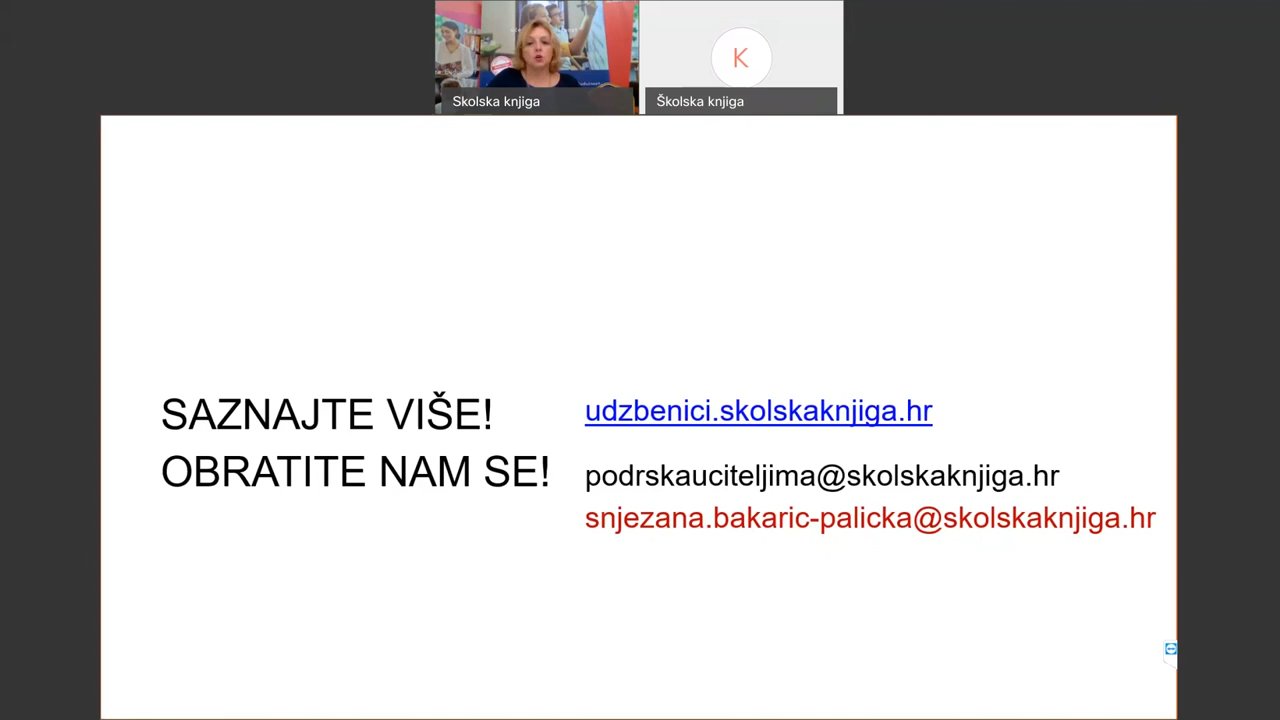 Skolska knjiga
K
Školska knjiga
SAZNAJTE VIŠE!
OBRATITE NAM SE!
udzbenici.skolskaknjiga.hr
podrskauciteljima@skolskaknjiga.hr
snjezana.bakaric-palicka@skolskaknjiga.hr